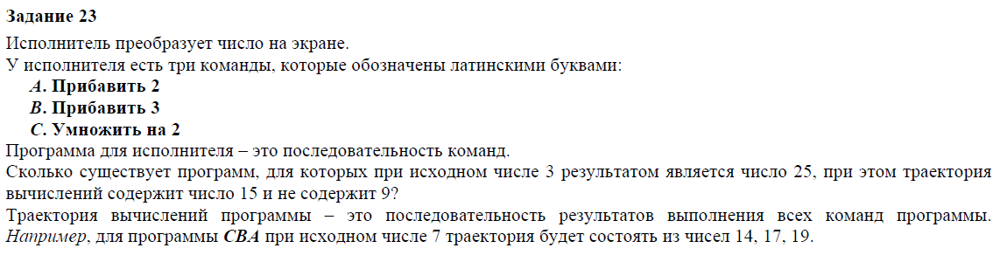 Задание 23
Исполнитель преобразует число на экране.
У исполнителя есть три команды, которые обозначены латинскими буквами:
A. Прибавить 2
B. Прибавить 3
C. Умножить на 2
Программа для исполнителя – это последовательность команд.
Сколько существует программ, для которых при исходном числе 3 результатом является число 25, при этом траектория
вычислений содержит число 15 и не содержит 9?
Траектория вычислений программы – это последовательность результатов выполнения всех команд программы.
Например, для программы CBA при исходном числе 7 траектория будет состоять из чисел 14, 17, 19.